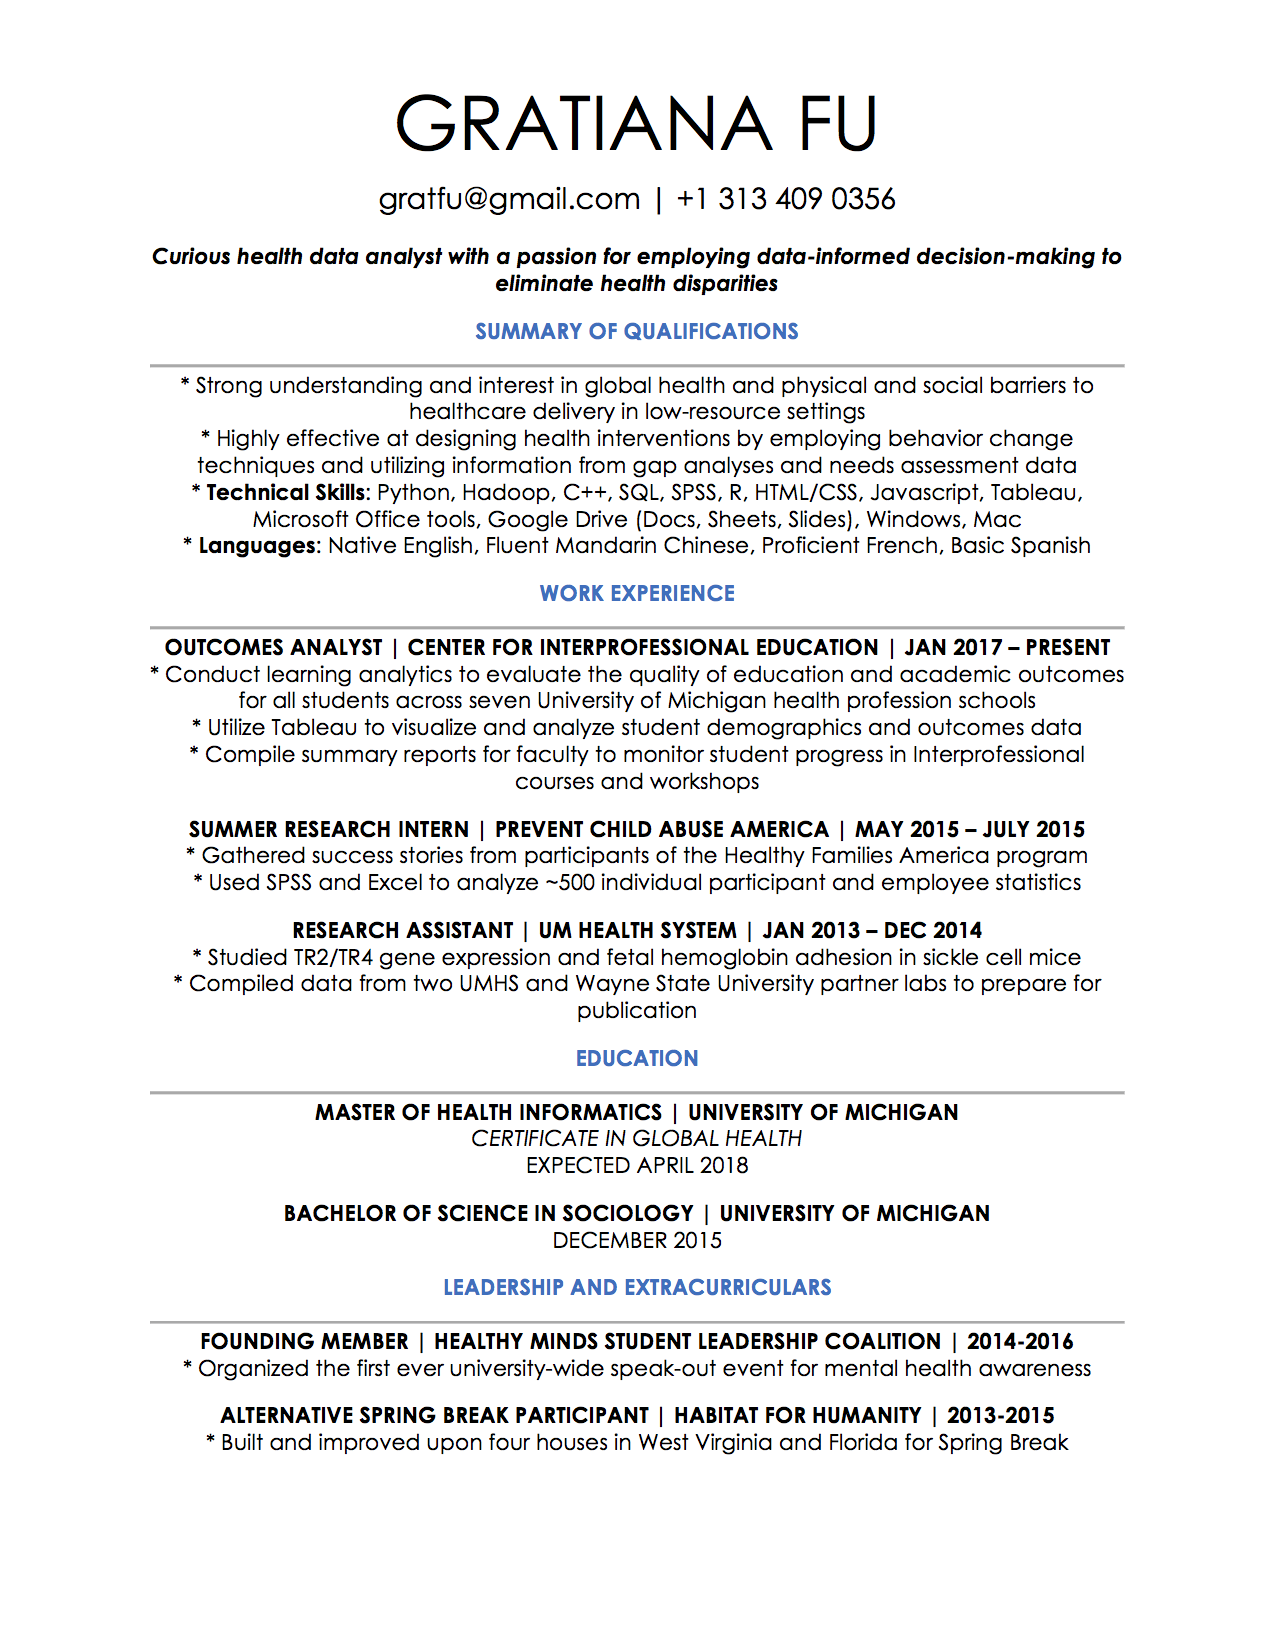 GRATIANA FU
gratfu@gmail.com | +1 313 409 0356
Curious health data analyst with a passion for employing data-informed decision-making to
eliminate health disparities
SUMMARY OF QUALIFICATIONS
* Strong understanding and interest in global health and physical and social barriers to
healthcare delivery in low-resource settings
* Highly effective at designing health interventions by employing behavior change
techniques and utilizing information from gap analyses and needs assessment data
* Technical Skills: Python, Hadoop, C++, SQL, SPSS, R, HTML/CSS, Javascript, Tableau,
Microsoft Office tools, Google Drive (Docs, Sheets, Slides), Windows, Mac
* Languages: Native English, Fluent Mandarin Chinese, Proficient French, Basic Spanish
WORK EXPERIENCE
OUTCOMES ANALYST | CENTER FOR INTERPROFESSIONAL EDUCATION | JAN 2017 – PRESENT
* Conduct learning analytics to evaluate the quality of education and academic outcomes
for all students across seven University of Michigan health profession schools
* Utilize Tableau to visualize and analyze student demographics and outcomes data
* Compile summary reports for faculty to monitor student progress in Interprofessional
courses and workshops
SUMMER RESEARCH INTERN | PREVENT CHILD ABUSE AMERICA | MAY 2015 – JULY 2015
* Gathered success stories from participants of the Healthy Families America program
* Used SPSS and Excel to analyze ~500 individual participant and employee statistics
RESEARCH ASSISTANT | UM HEALTH SYSTEM | JAN 2013 – DEC 2014
* Studied TR2/TR4 gene expression and fetal hemoglobin adhesion in sickle cell mice
* Compiled data from two UMHS and Wayne State University partner labs to prepare for
publication
EDUCATION
MASTER OF HEALTH INFORMATICS | UNIVERSITY OF MICHIGAN
CERTIFICATE IN GLOBAL HEALTH
EXPECTED APRIL 2018
BACHELOR OF SCIENCE IN SOCIOLOGY | UNIVERSITY OF MICHIGAN
DECEMBER 2015
LEADERSHIP AND EXTRACURRICULARS
FOUNDING MEMBER | HEALTHY MINDS STUDENT LEADERSHIP COALITION | 2014-2016
* Organized the first ever university-wide speak-out event for mental health awareness
ALTERNATIVE SPRING BREAK PARTICIPANT | HABITAT FOR HUMANITY | 2013-2015
* Built and improved upon four houses in West Virginia and Florida for Spring Break